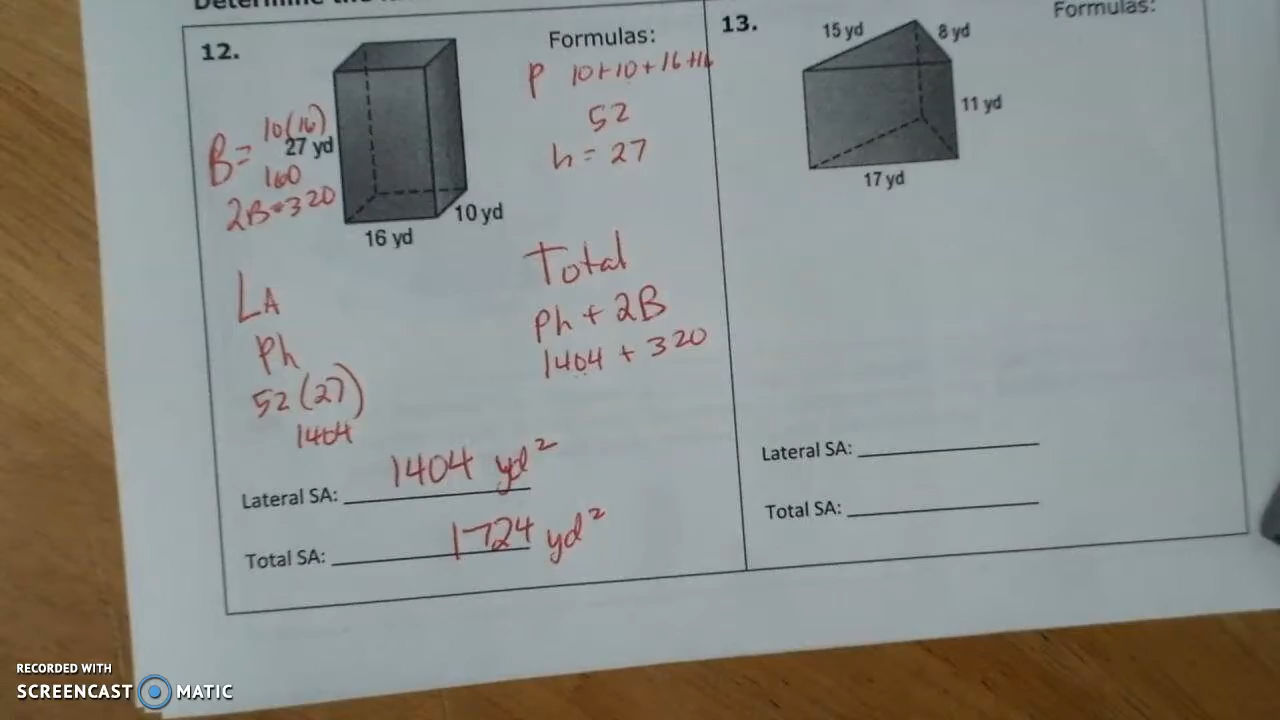 12.
Formulas:
P 10+10+16+16
52
h = 27
10(16)
B=
27 yd
160
2B=320
10 yd
16 yd
LA
Ph
52(27)
1404
Total
Ph + 2B
1404 + 320
Lateral SA: 1404 yd²
Total SA: 1724 yd²
13.
Formulas:
15 yd
8 yd
11 yd
17 yd
Lateral SA:
Total SA:
RECORDED WITH
SCREENCAST MATIC